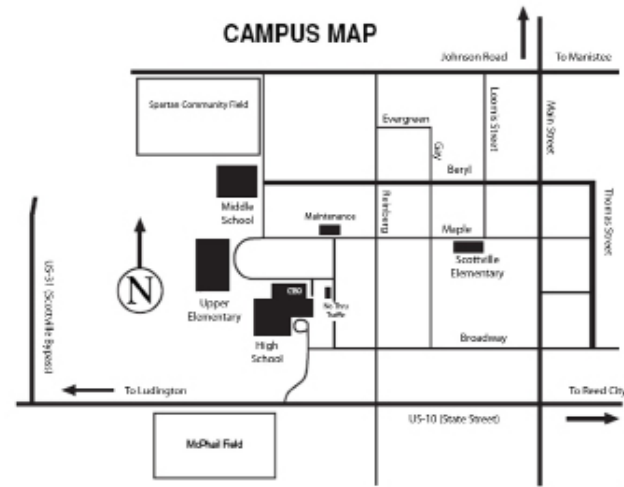 CAMPUS MAP
Johnson Road
To Manistee
Spartan Community Field
Evergreen
Gay
Loomis Street
Main Street
Beryl
Middle
School
Maintenance
Reinberg
Maple
Thomas Street
Scottville
Elementary
US-31 (Scottville Bypass)
N
Upper
Elementary
CBO
No Thru
Traffic
High
School
Broadway
To Ludington
To Reed City
US-10 (State Street)
McPhail Field